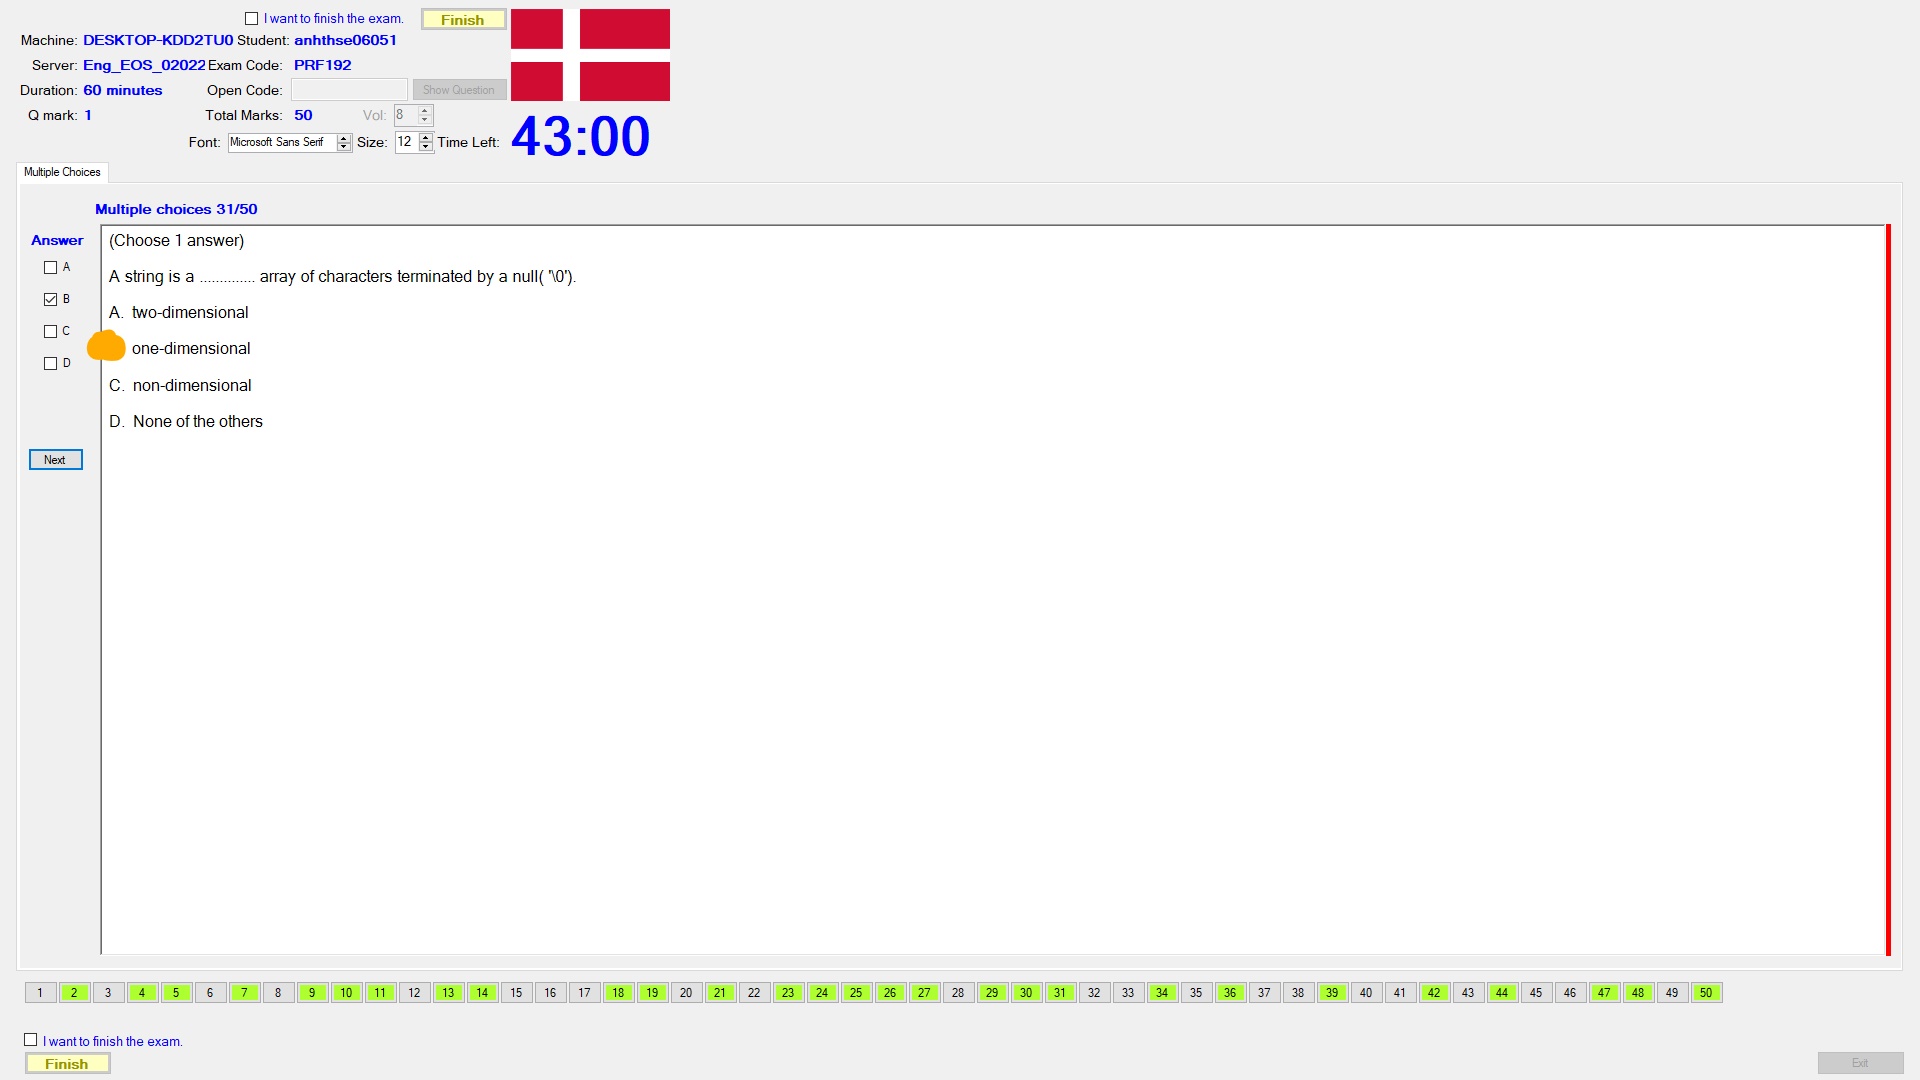 I want to finish the exam. Finish
Machine: DESKTOP-KDD2TU0 Student: anhthse06051
Server: Eng_EOS_02022 Exam Code: PRF192
Duration: 60 minutes Open Code: Show Question
Q mark: 1 Total Marks: 50 Vol: 8
Font: Microsoft Sans Serif Size: 12 Time Left: 43:00
Multiple Choices
Multiple choices 31/50
Answer
A
B
C
D
Next
(Choose 1 answer)
A string is a ............. array of characters terminated by a null( '\0').
A. two-dimensional
one-dimensional
C. non-dimensional
D. None of the others
1 2 3 4 5 6 7 8 9 10 11 12 13 14 15 16 17 18 19 20 21 22 23 24 25 26 27 28 29 30 31 32 33 34 35 36 37 38 39 40 41 42 43 44 45 46 47 48 49 50
I want to finish the exam.
Finish
Exit